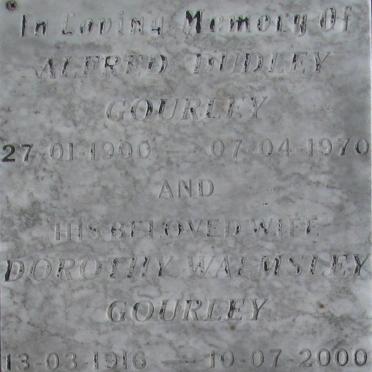 In Loving Memory Of
ALFRED DUDLEY
GOURLEY
27-01-1900 — 07-04-1970
AND
HIS BELOVED WIFE
DOROTHY WALMSLEY
GOURLEY
13-03-1916 — 10-07-2000